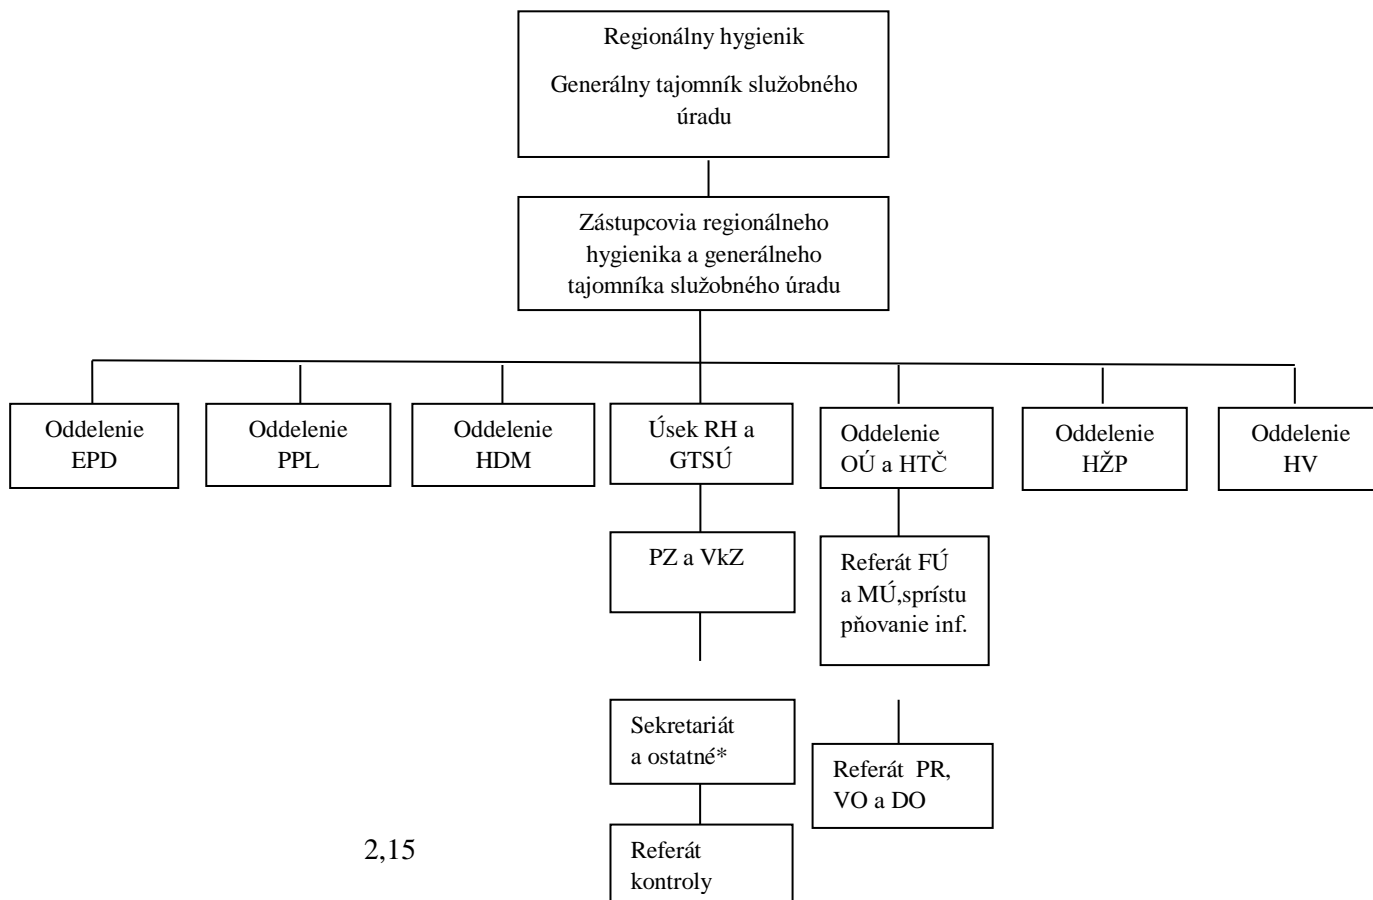 Regionálny hygienik
Generálny tajomník služobného
úradu
Zástupcovia regionálneho
hygienika a generálneho
tajomníka služobného úradu
Oddelenie
EPD
Oddelenie
PPL
Oddelenie
HDM
Úsek RH a
GTSÚ
Oddelenie
OÚ a HTČ
Oddelenie
HŽP
Oddelenie
HV
PZ a VkZ
Referát FÚ
a MÚ,sprístu
pňovanie inf.
Sekretariát
a ostatné*
Referát  PR,
VO a DO
2,15
Referát
kontroly